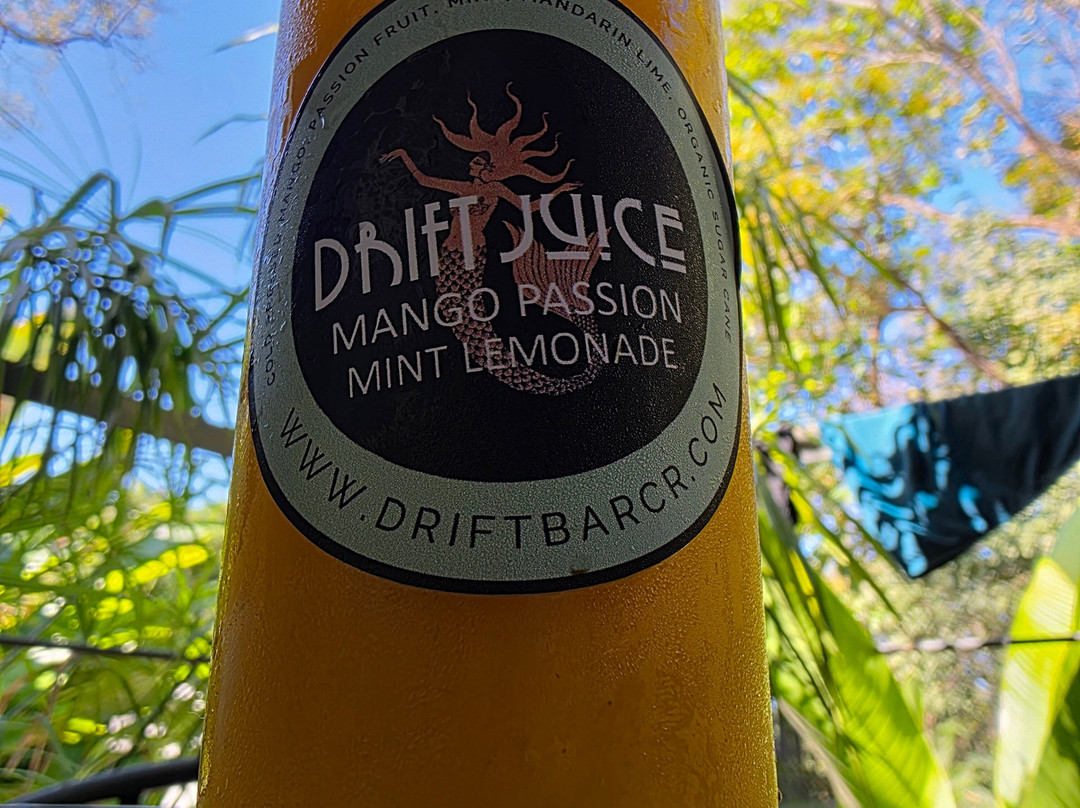 COLD PRESSED MANGO, PASSION FRUIT, MINT, MANDARIN LIME, ORGANIC SUGAR CANE
DRIFT JUICE
MANGO PASSION
MINT LEMONADE
WWW.DRIFTBARCR.COM